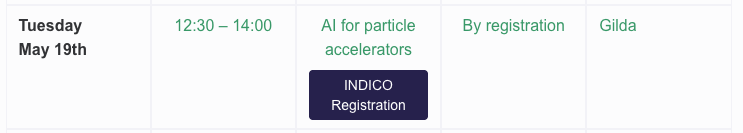 Tuesday
May 19th
12:30 – 14:00
AI for particle
accelerators
INDICO
Registration
By registration
Gilda